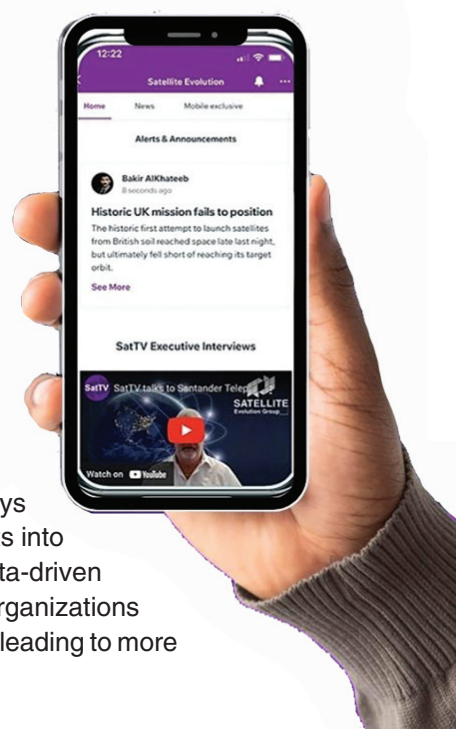 12:22
Satellite Evolution
Home News Mobile exclusive
Alerts & Announcements
Bakir AlKhateeb
8 seconds ago
Historic UK mission fails to position
The historic first attempt to launch satellites
from British soil reached space late last night,
but ultimately fell short of reaching its target
orbit.
See More
SatTV Executive Interviews
SatTV
SatTV talks to Santander Telep
SATELLITE
Evolution Group
Watch on YouTube
ys
ts into
ta-driven
rganizations
leading to more